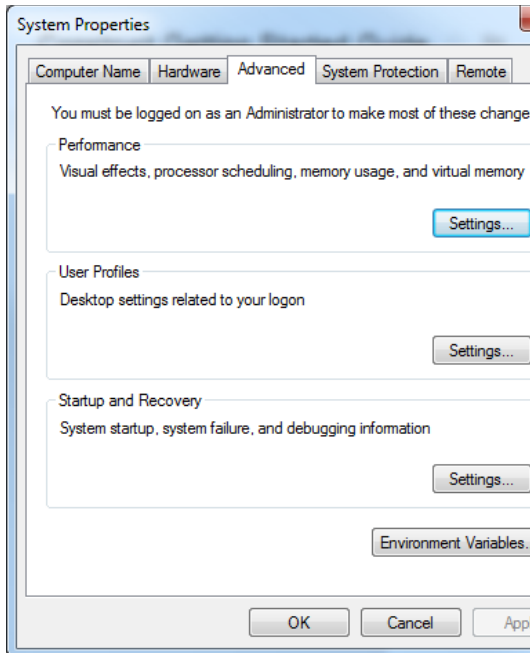 System Properties
Computer Name Hardware Advanced System Protection Remote
You must be logged on as an Administrator to make most of these change
Performance
Visual effects, processor scheduling, memory usage, and virtual memory
Settings...
User Profiles
Desktop settings related to your logon
Settings...
Startup and Recovery
System startup, system failure, and debugging information
Settings...
Environment Variables.
OK Cancel App